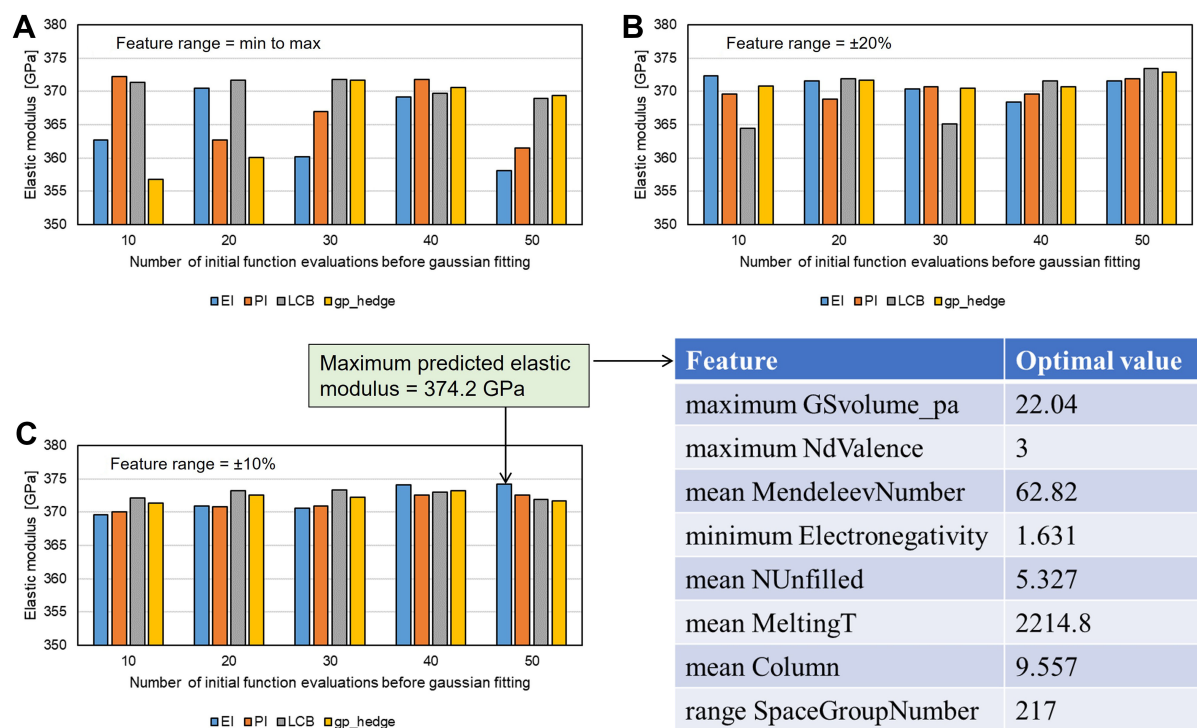 A
Elastic modulus [GPa]
380
375
370
365
360
355
350
Feature range = min to max
10 20 30 40 50
Number of initial function evaluations before gaussian fitting
EI PI LCB gp_hedge
B
Elastic modulus [GPa]
380
375
370
365
360
355
350
Feature range = ±20%
10 20 30 40 50
Number of initial function evaluations before gaussian fitting
EI PI LCB gp_hedge
Maximum predicted elastic
modulus = 374.2 GPa
C
Elastic modulus [GPa]
380
375
370
365
360
355
350
Feature range = ±10%
10 20 30 40 50
Number of initial function evaluations before gaussian fitting
EI PI LCB gp_hedge
Feature Optimal value
maximum GSvolume_pa 22.04
maximum NdValence 3
mean MendeleevNumber 62.82
minimum Electronegativity 1.631
mean NUnfilled 5.327
mean MeltingT 2214.8
mean Column 9.557
range SpaceGroupNumber 217